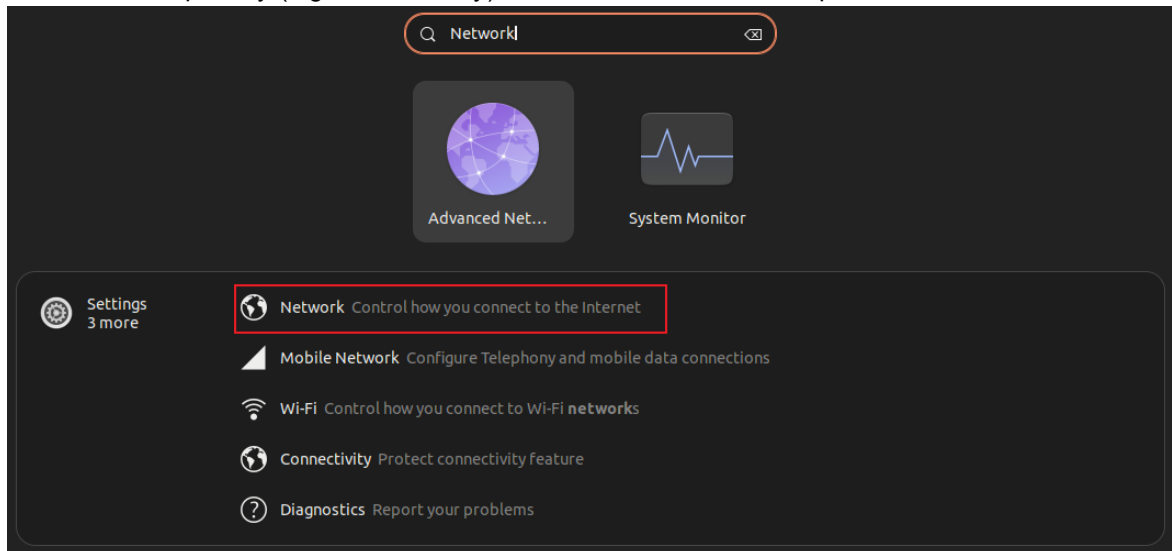 Network
Advanced Net...
System Monitor
Settings
3 more
Network Control how you connect to the Internet
Mobile Network Configure Telephony and mobile data connections
Wi-Fi Control how you connect to Wi-Fi networks
Connectivity Protect connectivity feature
Diagnostics Report your problems